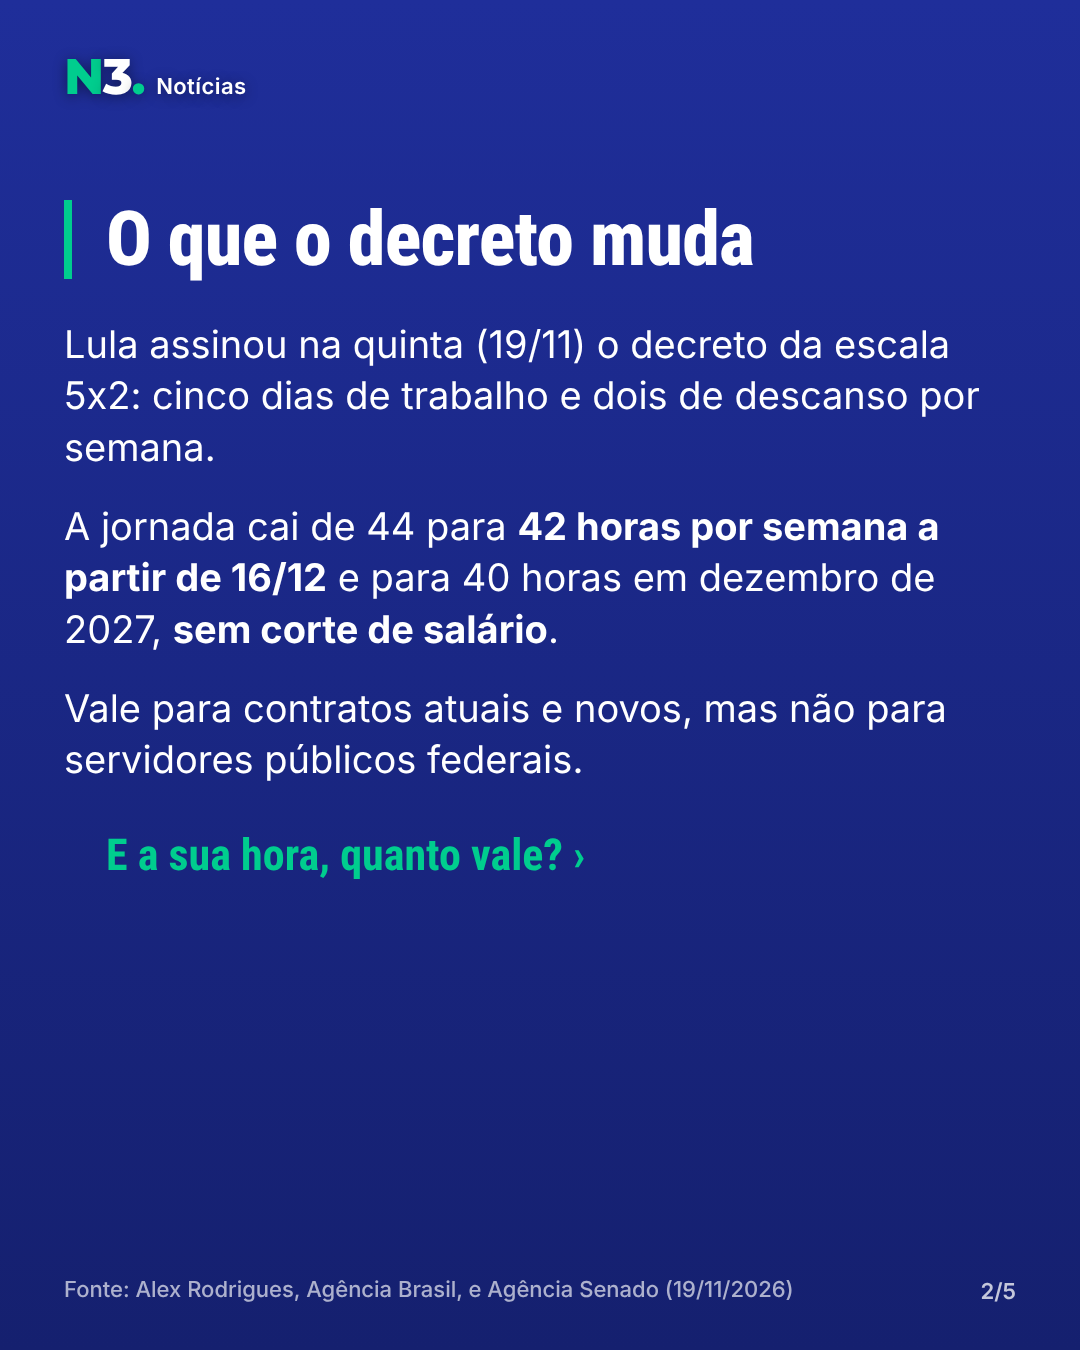 N3. Notícias
O que o decreto muda
Lula assinou na quinta (19/11) o decreto da escala
5x2: cinco dias de trabalho e dois de descanso por
semana.
A jornada cai de 44 para 42 horas por semana a
partir de 16/12 e para 40 horas em dezembro de
2027, sem corte de salário.
Vale para contratos atuais e novos, mas não para
servidores públicos federais.
E a sua hora, quanto vale? ›
Fonte: Alex Rodrigues, Agência Brasil, e Agência Senado (19/11/2026)
2/5